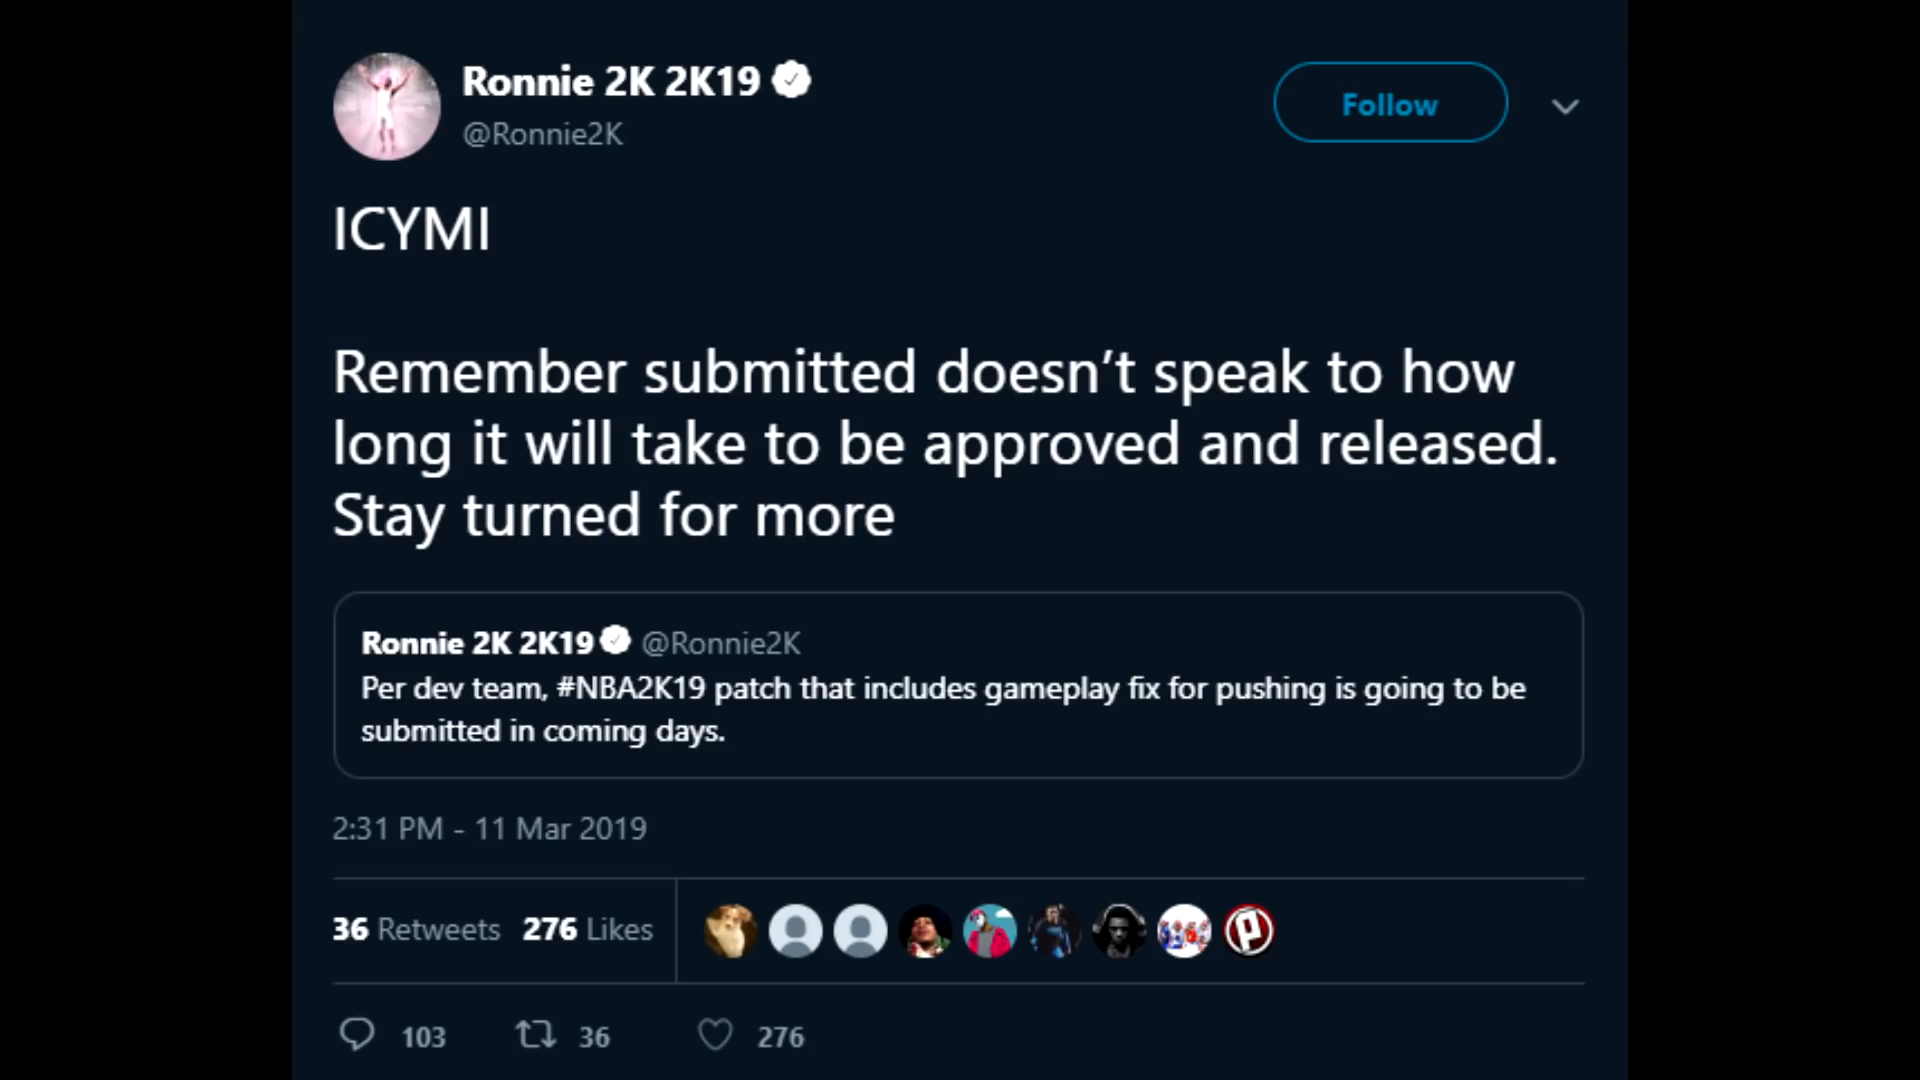 Ronnie 2K 2K19
@Ronnie2K
Follow
ICYMI
Remember submitted doesn’t speak to how
long it will take to be approved and released.
Stay turned for more
Ronnie 2K 2K19 @Ronnie2K
Per dev team, #NBA2K19 patch that includes gameplay fix for pushing is going to be
submitted in coming days.
2:31 PM - 11 Mar 2019
36 Retweets 276 Likes
103 36 276